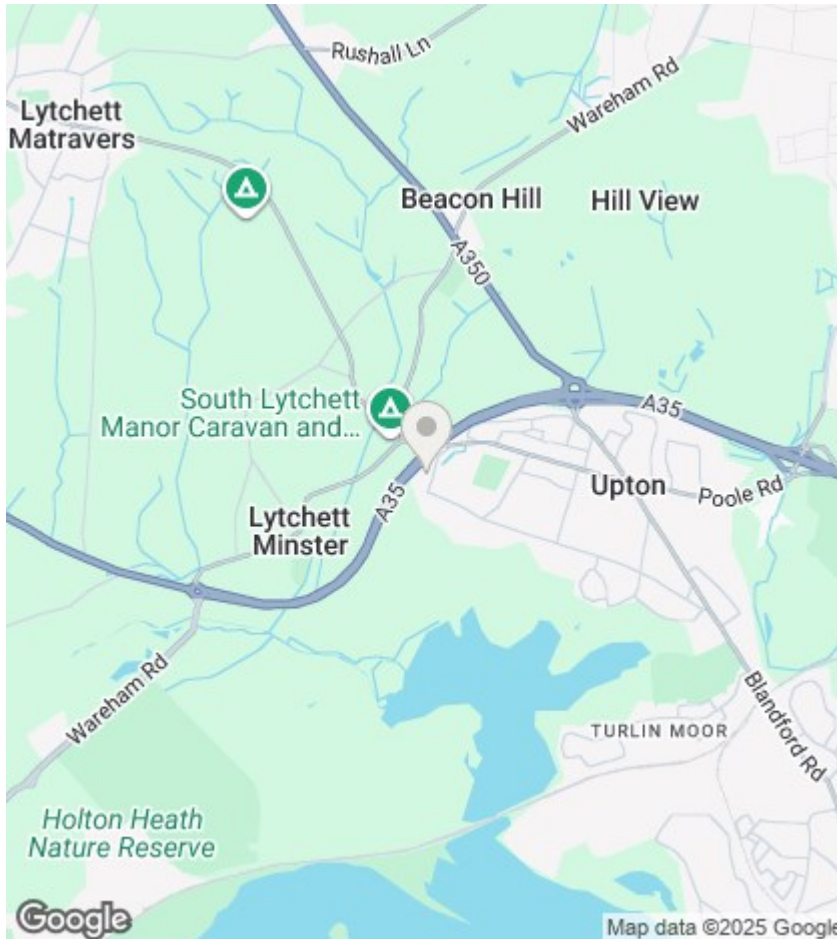 Rushall Ln
Lytchett
Matravers
Wareham Rd
Beacon Hill
Hill View
A350
South Lytchett
Manor Caravan and...
A35
Upton
Poole Rd
A35
Lytchett
Minster
Wareham Rd
Blandford Rd
TURLIN MOOR
Holton Heath
Nature Reserve
Google
Map data ©2025 Google